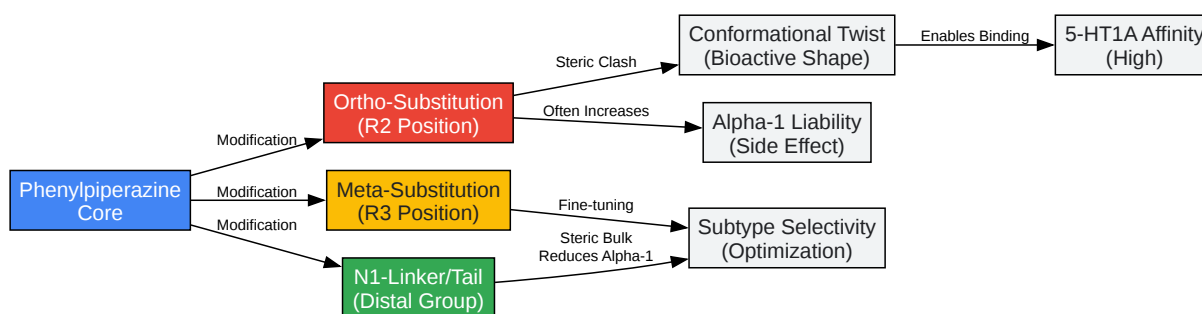 Phenylpiperazine
Core
Modification
Modification
Modification
Ortho-Substitution
(R2 Position)
Meta-Substitution
(R3 Position)
N1-Linker/Tail
(Distal Group)
Steric Clash
Often Increases
Fine-tuning
Steric Bulk
Reduces Alpha-1
Conformational Twist
(Bioactive Shape)
Alpha-1 Liability
(Side Effect)
Subtype Selectivity
(Optimization)
Enables Binding
5-HT1A Affinity
(High)